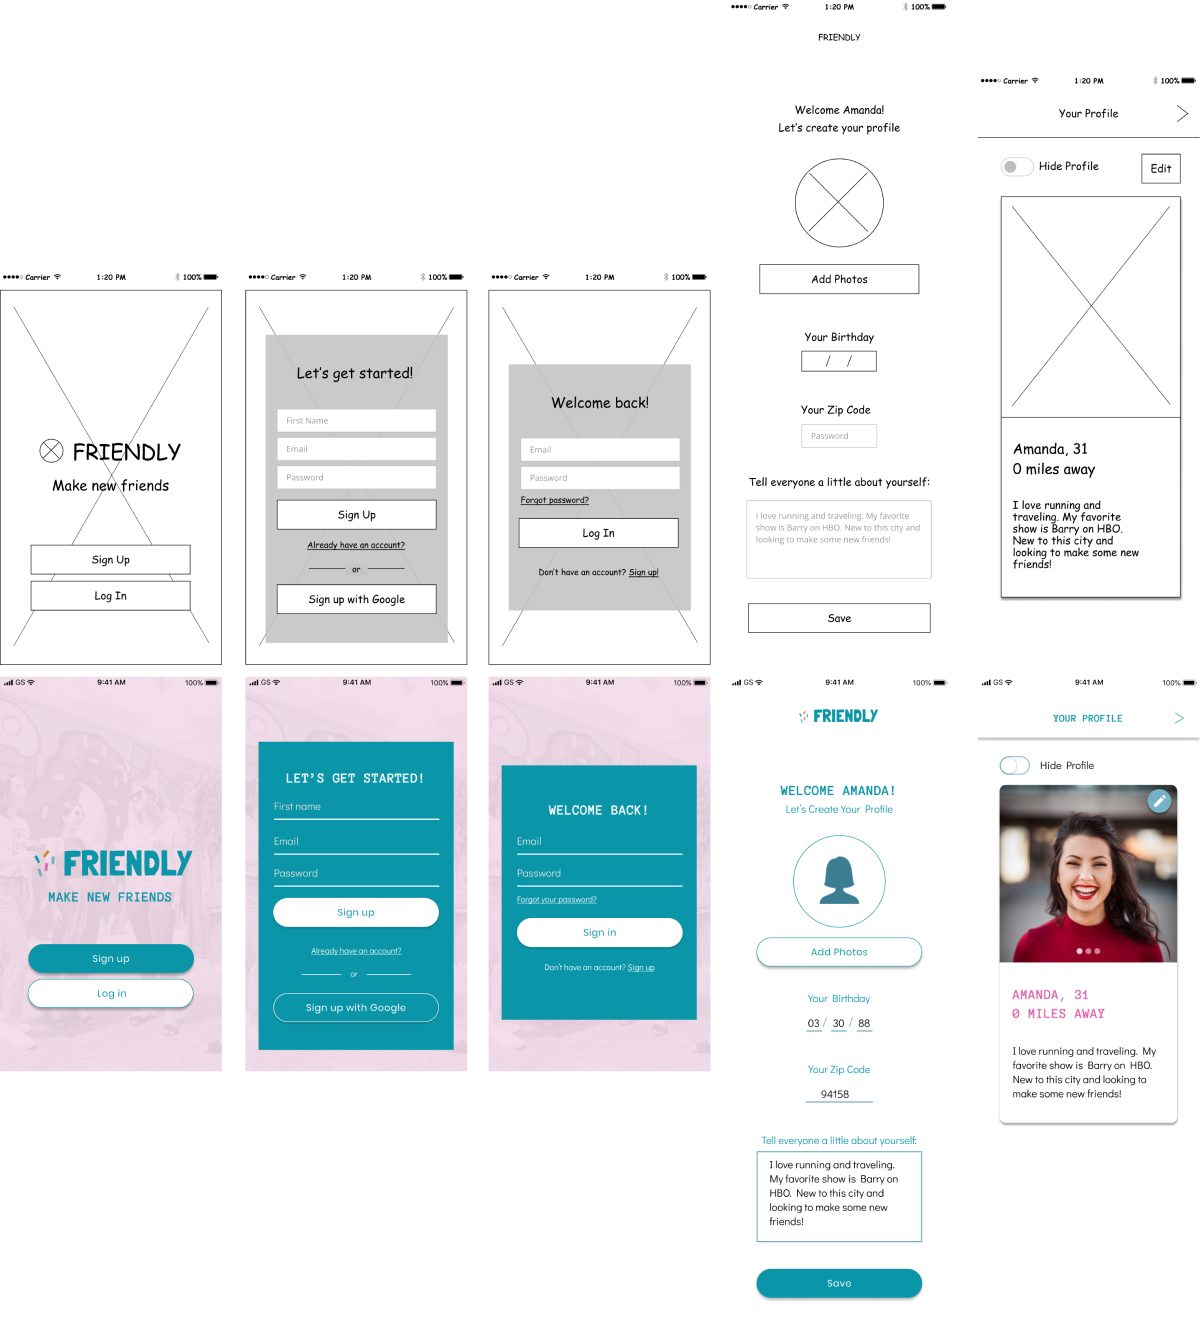 Carrier 1:20 PM 100%
FRIENDLY
Welcome Amanda!
Let's create your profile
Add Photos
Your Birthday
/ /
Your Zip Code
Password
Tell everyone a little about yourself:
I love running and traveling. My favorite
show is Barry on HBO. New to this city and
looking to make some new friends!
Save
Carrier 1:20 PM 100%
Your Profile
Hide Profile
Edit
Amanda, 31
0 miles away
I love running and
traveling. My favorite
show is Barry on HBO.
New to this city and
looking to make some new
friends!
Carrier 1:20 PM 100%
FRIENDLY
Make new friends
Sign Up
Log In
Carrier 1:20 PM 100%
Let's get started!
First Name
Email
Password
Sign Up
Already have an account?
or
Sign up with Google
Carrier 1:20 PM 100%
Welcome back!
Email
Password
Forgot password?
Log In
Don't have an account? Sign up!
GS 9:41 AM 100%
FRIENDLY
MAKE NEW FRIENDS
Sign up
Log in
GS 9:41 AM 100%
LET'S GET STARTED!
First name
Email
Password
Sign up
Already have an account?
or
Sign up with Google
GS 9:41 AM 100%
WELCOME BACK!
Email
Password
Forgot your password?
Sign in
Don't have an account? Sign up
GS 9:41 AM 100%
FRIENDLY
WELCOME AMANDA!
Let's Create Your Profile
Add Photos
Your Birthday
03 / 30 / 88
Your Zip Code
94158
Tell everyone a little about yourself:
I love running and traveling.
My favorite show is Barry on
HBO. New to this city and
looking to make some new
friends!
Save
GS 9:41 AM 100%
YOUR PROFILE
Hide Profile
AMANDA, 31
0 MILES AWAY
I love running and traveling. My
favorite show is Barry on HBO.
New to this city and looking to
make some new friends!